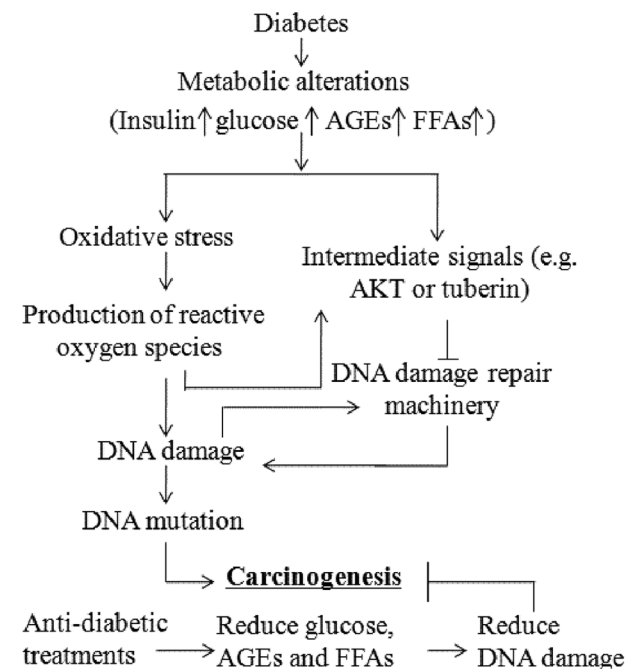 Diabetes
Metabolic alterations
(Insulin↑ glucose ↑ AGEs↑ FFAs↑)
Oxidative stress
Intermediate signals (e.g.
AKT or tuberin)
Production of reactive
oxygen species
DNA damage repair
machinery
DNA damage
DNA mutation
Carcinogenesis
Anti-diabetic
treatments
Reduce glucose,
AGEs and FFAs
Reduce
DNA damage